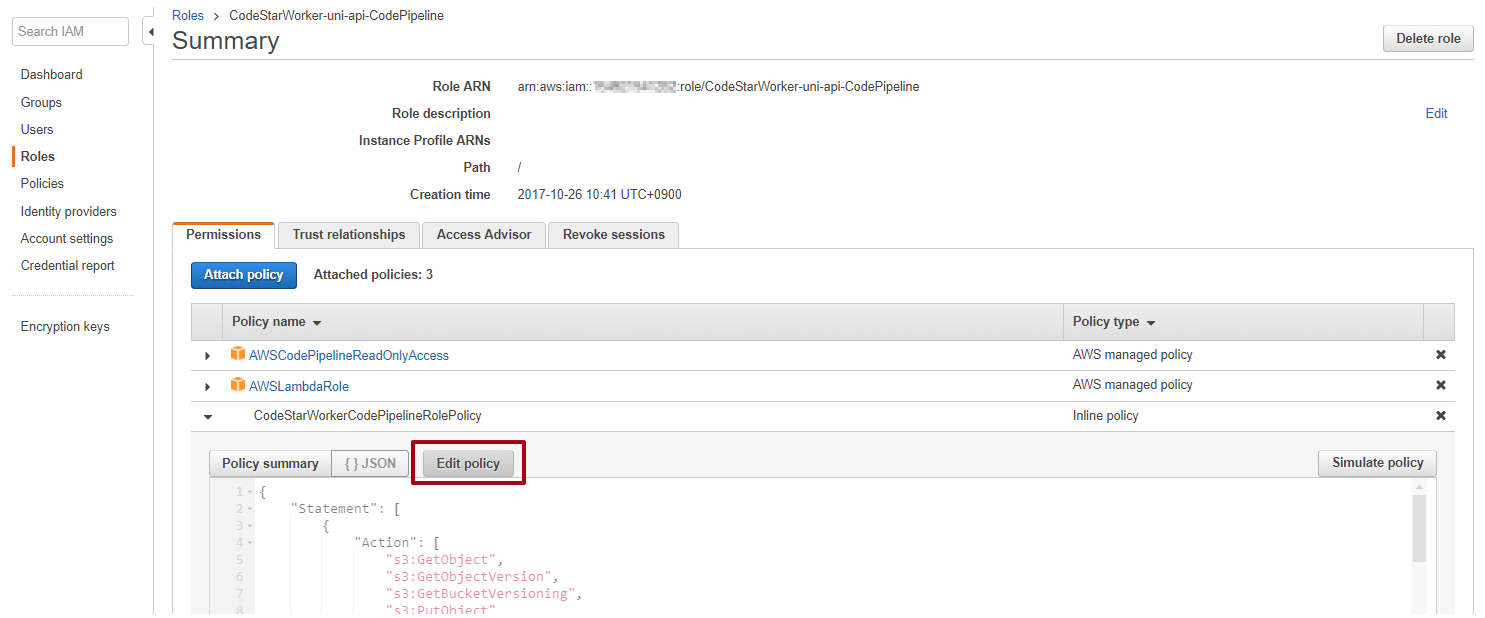 Search IAM
Dashboard
Groups
Users
Roles
Policies
Identity providers
Account settings
Credential report
Encryption keys
Roles > CodeStarWorker-uni-api-CodePipeline
Summary
Delete role
Role ARN arn:aws:iam:: :role/CodeStarWorker-uni-api-CodePipeline
Role description Edit
Instance Profile ARNs
Path /
Creation time 2017-10-26 10:41 UTC+0900
Permissions Trust relationships Access Advisor Revoke sessions
Attach policy Attached policies: 3
Policy name Policy type
AWSCodePipelineReadOnlyAccess AWS managed policy
AWSLambdaRole AWS managed policy
CodeStarWorkerCodePipelineRolePolicy Inline policy
Policy summary { } JSON Edit policy Simulate policy
1 {
2 "Statement": [
3 {
4 "Action": [
5 "s3:GetObject",
6 "s3:GetObjectVersion",
7 "s3:GetBucketVersioning",
8 "s3:PutObject"